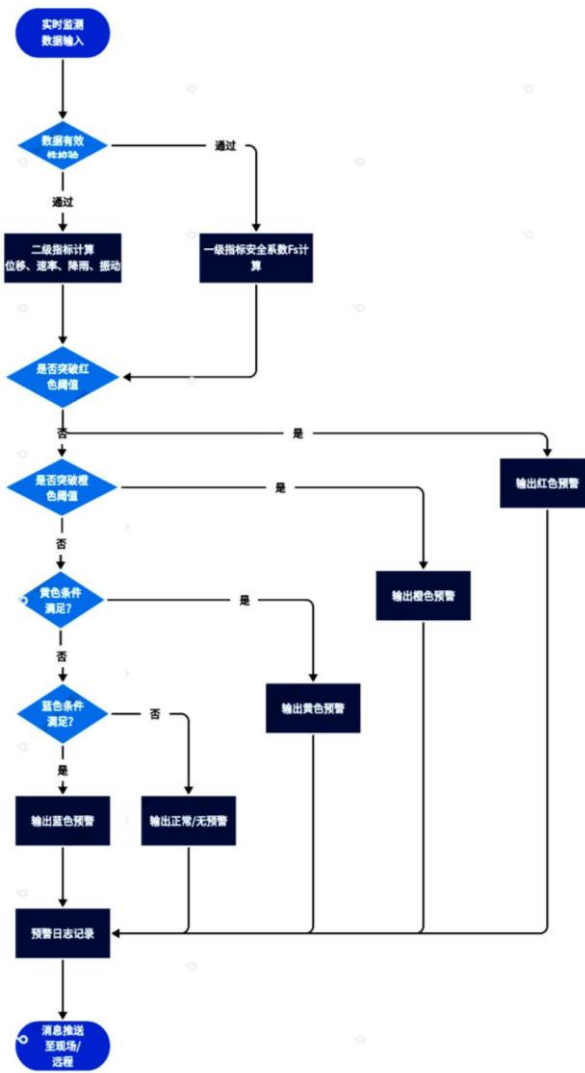 实时监测
数据输入
数据有效
性校验
通过
通过
二级指标计算
位移、速率、降雨、振动
一级指标安全系数Fs计
算
是否突破红
色阈值
否
是
是否突破橙
色阈值
是
输出红色预警
否
黄色条件
满足?
是
输出橙色预警
否
蓝色条件
满足?
否
输出黄色预警
是
输出蓝色预警
输出正常/无预警
预警日志记录
消息推送
至现场/
远程